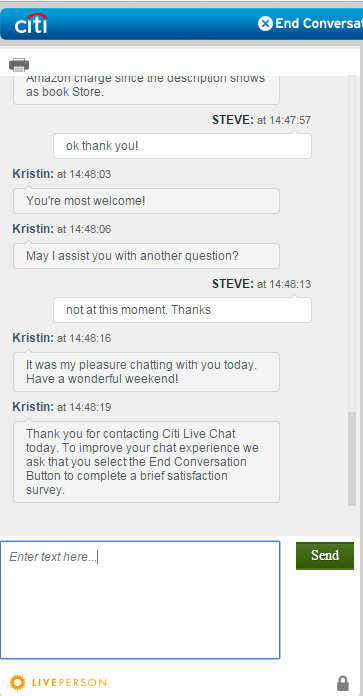 citi
End Conversat
Amazon charge since the description shows
as book Store.
STEVE: at 14:47:57
ok thank you!
Kristin: at 14:48:03
You're most welcome!
Kristin: at 14:48:06
May I assist you with another question?
STEVE: at 14:48:13
not at this moment. Thanks
Kristin: at 14:48:16
It was my pleasure chatting with you today.
Have a wonderful weekend!
Kristin: at 14:48:19
Thank you for contacting Citi Live Chat
today. To improve your chat experience we
ask that you select the End Conversation
Button to complete a brief satisfaction
survey.
Enter text here...
Send
LIVEPERSON